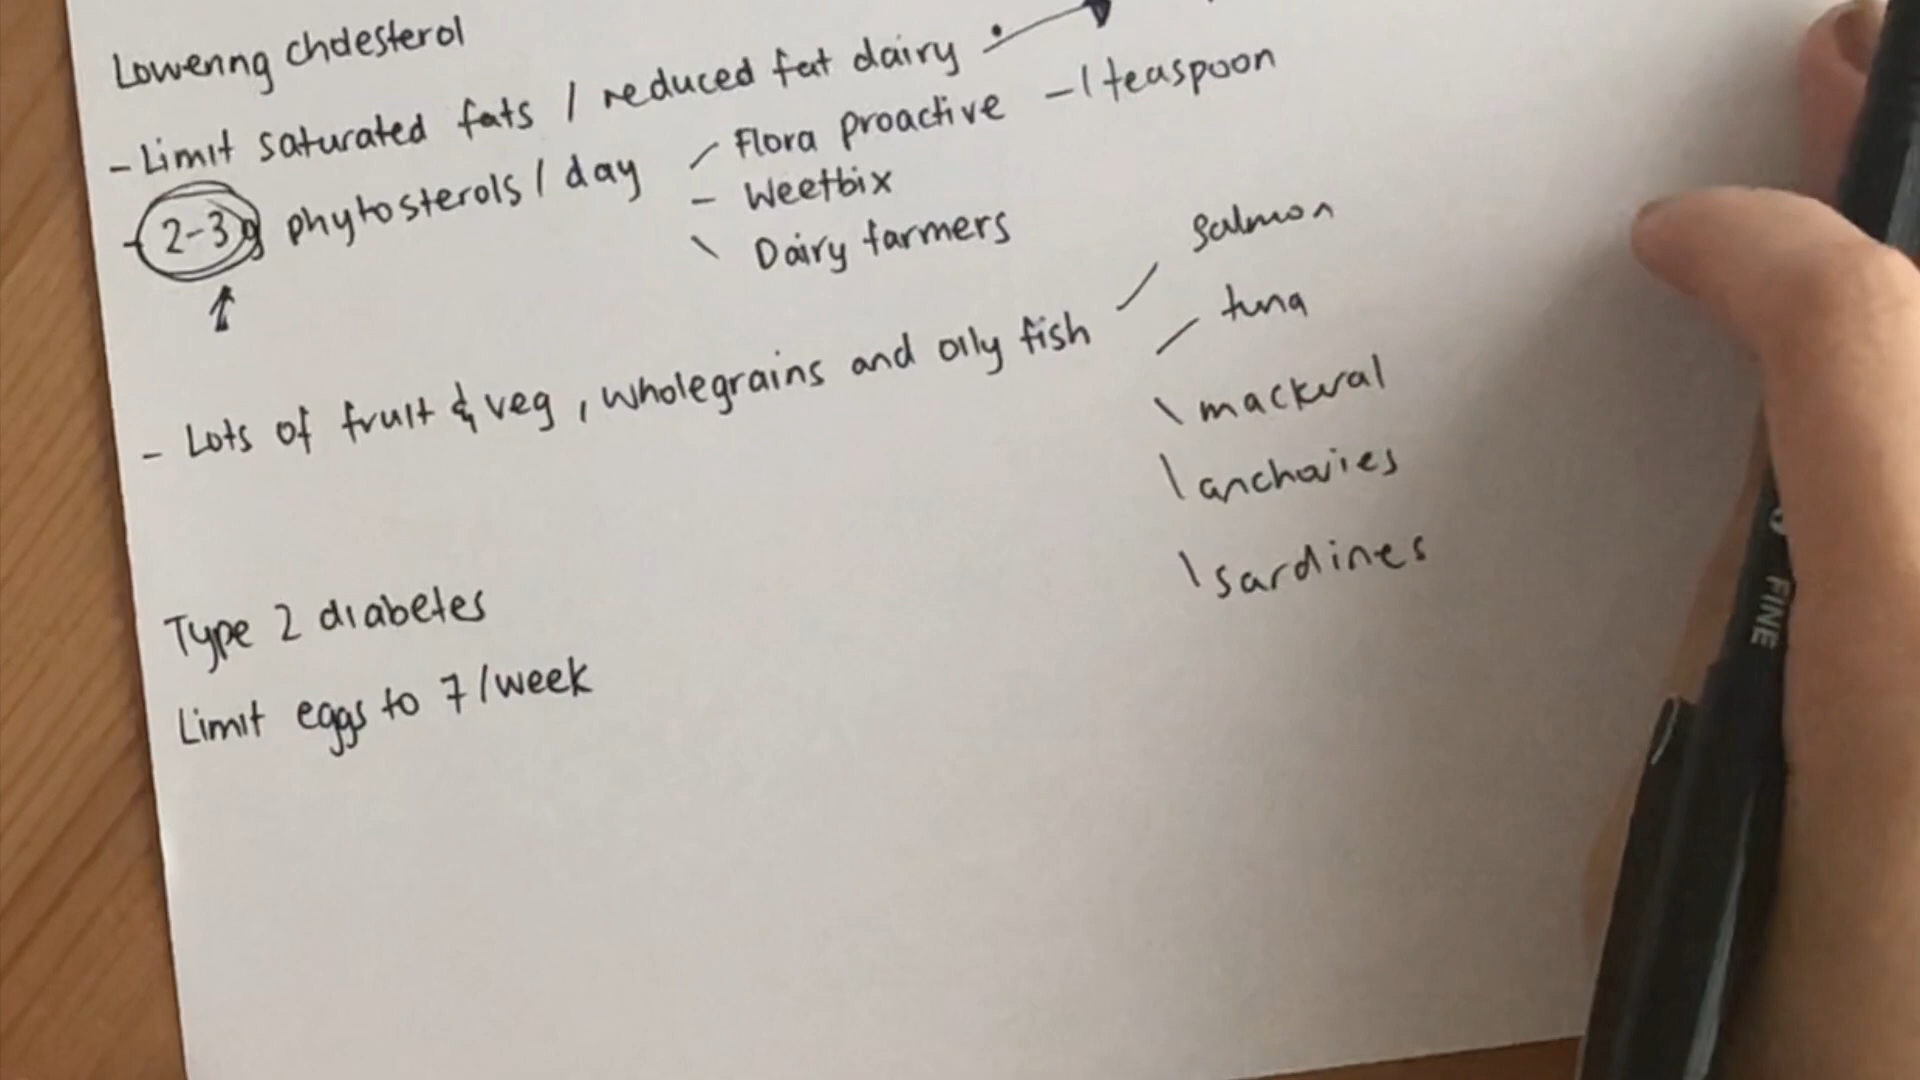 Lowering cholesterol
- Limit saturated fats / reduced fat dairy
- 2-3g phytosterols / day
- Flora proactive - 1 teaspoon
- Weetbix
\ Dairy farmers
- Lots of fruit & veg, wholegrains and oily fish
/ salmon
/ tuna
\ mackeral
\ anchovies
\ sardines
Type 2 diabetes
Limit eggs to 7/week
FINE